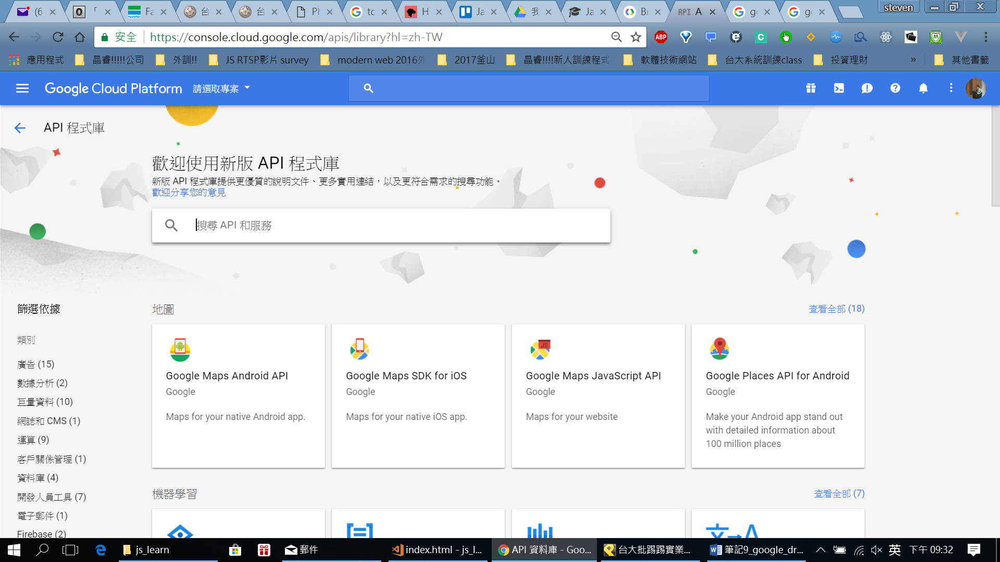 steven
(6
「
Fa
台
台
Pl
tc
H
Ja
我
Ja
Bi
API A
g
g
安全
https://console.cloud.google.com/apis/library?hl=zh-TW
應用程式
晶睿!!!!!公司
外訓!!
JS RTSP影片 survey
modern web 2016
2017釜山
晶睿!!!!新人訓練程式
軟體技術網站
台大系統訓練class
投資理財
»
其他書籤
Google Cloud Platform
請選取專案
API 程式庫
歡迎使用新版 API 程式庫
新版 API 程式庫提供更優質的說明文件、更多實用連結，以及更符合需求的搜尋功能。
歡迎分享您的意見
搜尋 API 和服務
篩選依據
類別
廣告 (15)
數據分析 (2)
巨量資料 (10)
網誌和 CMS (1)
運算 (9)
客戶關係管理 (1)
資料庫 (4)
開發人員工具 (7)
電子郵件 (1)
Firebase (2)
地圖
查看全部 (18)
Google Maps Android API
Google
Maps for your native Android app.
Google Maps SDK for iOS
Google
Maps for your native iOS app.
JS
Google Maps JavaScript API
Google
Maps for your website
Google Places API for Android
Google
Make your Android app stand out
with detailed information about
100 million places
機器學習
查看全部 (7)
js_learn
郵件
index.html - js_l...
API 資料庫 - Goo...
台大批踢踢實業...
筆記9_google_dr...
英
下午 09:32